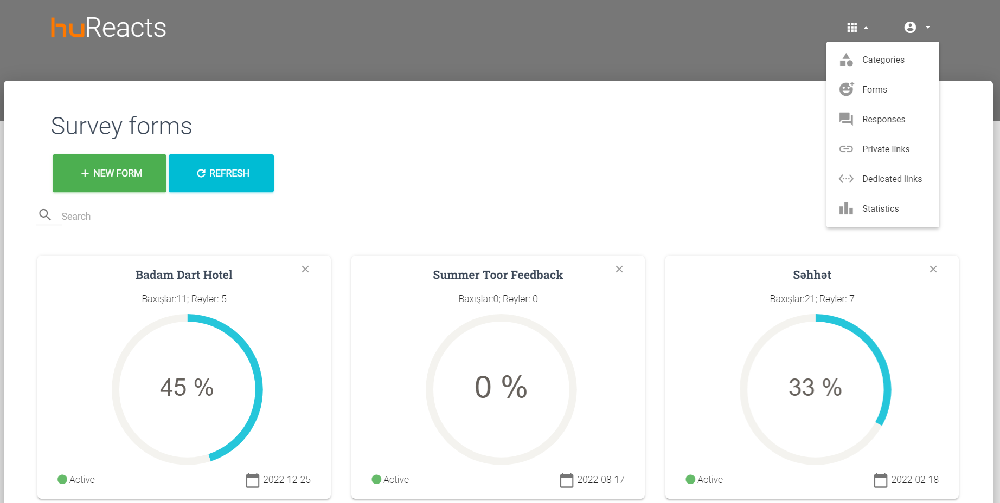 huReacts
Categories
Forms
Responses
Private links
Dedicated links
Statistics
Survey forms
+ NEW FORM
REFRESH
Search
Badam Dart Hotel
Baxışlar:11; Rəylər: 5
45 %
Active
2022-12-25
Summer Toor Feedback
Baxışlar:0; Rəylər: 0
0 %
Active
2022-08-17
Səhhət
Baxışlar:21; Rəylər: 7
33 %
Active
2022-02-18